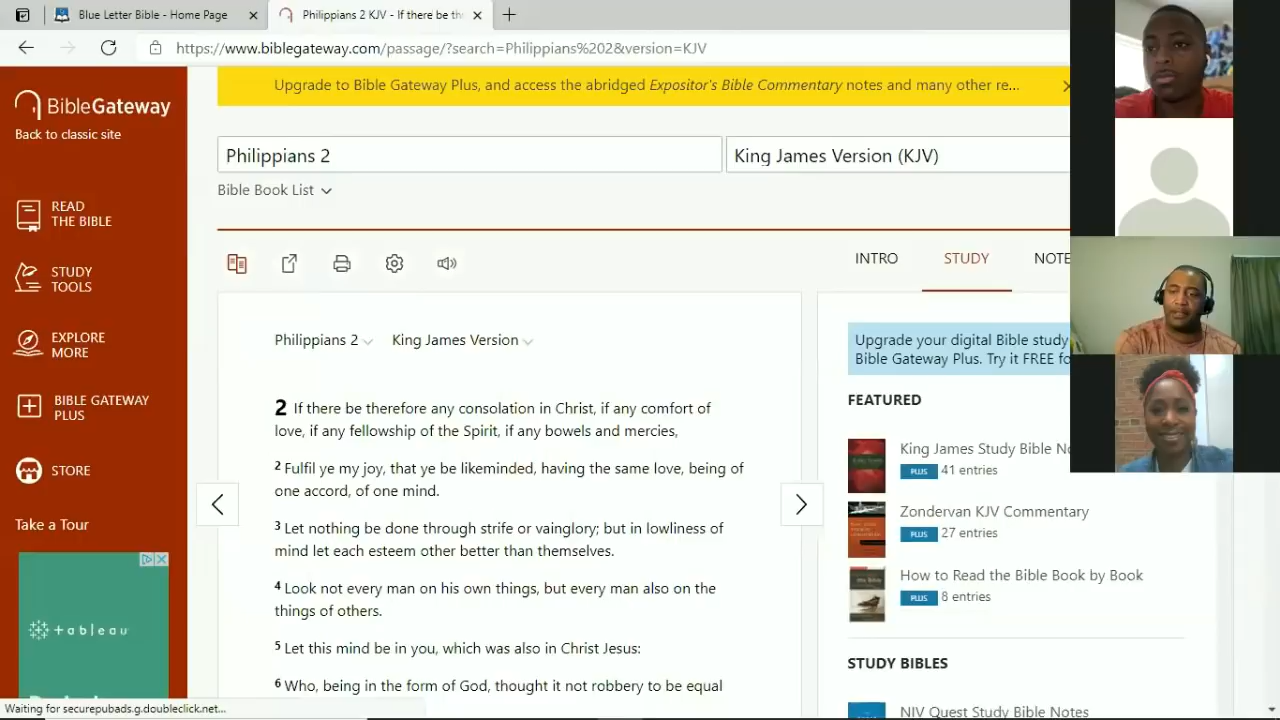 Blue Letter Bible - Home Page
Philippians 2 KJV - If there be the
https://www.biblegateway.com/passage/?search=Philippians%202&version=KJV
BibleGateway
Back to classic site
READ
THE BIBLE
STUDY
TOOLS
EXPLORE
MORE
BIBLE GATEWAY
PLUS
STORE
Take a Tour
tableau
Upgrade to Bible Gateway Plus, and access the abridged Expositor's Bible Commentary notes and many other re...
Philippians 2
King James Version (KJV)
Bible Book List
INTRO
STUDY
NOTE
Philippians 2
King James Version
2 If there be therefore any consolation in Christ, if any comfort of
love, if any fellowship of the Spirit, if any bowels and mercies,
2 Fulfil ye my joy, that ye be likeminded, having the same love, being of
one accord, of one mind.
3 Let nothing be done through strife or vainglory; but in lowliness of
mind let each esteem other better than themselves.
4 Look not every man on his own things, but every man also on the
things of others.
5 Let this mind be in you, which was also in Christ Jesus:
6 Who, being in the form of God, thought it not robbery to be equal
Upgrade your digital Bible study
Bible Gateway Plus. Try it FREE fo
FEATURED
King James Study Bible No
PLUS 41 entries
Zondervan KJV Commentary
PLUS 27 entries
How to Read the Bible Book by Book
PLUS 8 entries
STUDY BIBLES
NIV Quest Study Bible Notes
Waiting for securepubads.g.doubleclick.net...